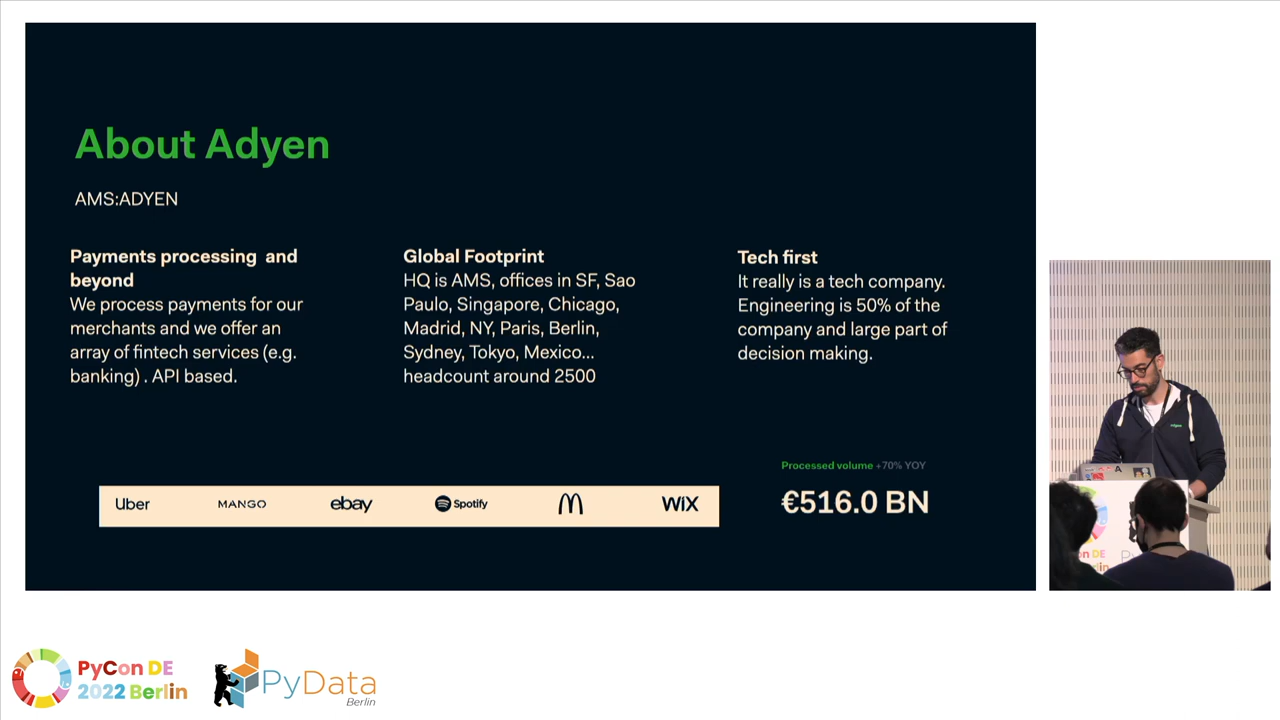 About Adyen
AMS:ADYEN
Payments processing and
beyond
We process payments for our
merchants and we offer an
array of fintech services (e.g.
banking) . API based.
Global Footprint
HQ is AMS, offices in SF, Sao
Paulo, Singapore, Chicago,
Madrid, NY, Paris, Berlin,
Sydney, Tokyo, Mexico...
headcount around 2500
Tech first
It really is a tech company.
Engineering is 50% of the
company and large part of
decision making.
Uber MANGO ebay Spotify WiX
Processed volume +70% YOY
€516.0 BN
PyCon DE
2022 Berlin
PyData
Berlin